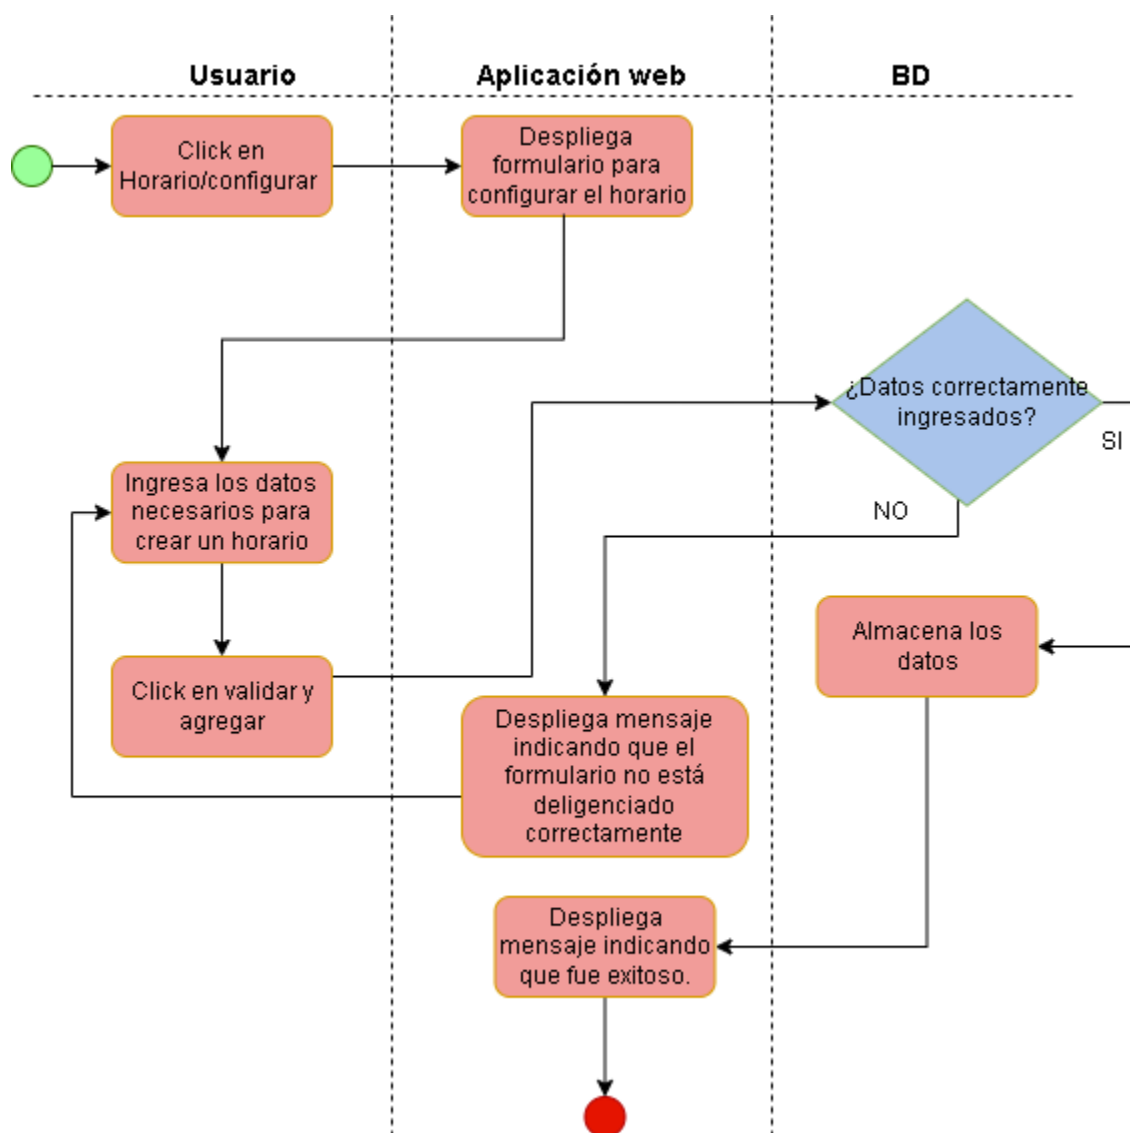 Usuario
Aplicación web
BD
Click en
Horario/configurar
Despliega
formulario para
configurar el horario
¿Datos correctamente
ingresados?
SI
NO
Ingresa los datos
necesarios para
crear un horario
Click en validar y
agregar
Almacena los
datos
Despliega mensaje
indicando que el
formulario no está
deligenciado
correctamente
Despliega
mensaje indicando
que fue exitoso.